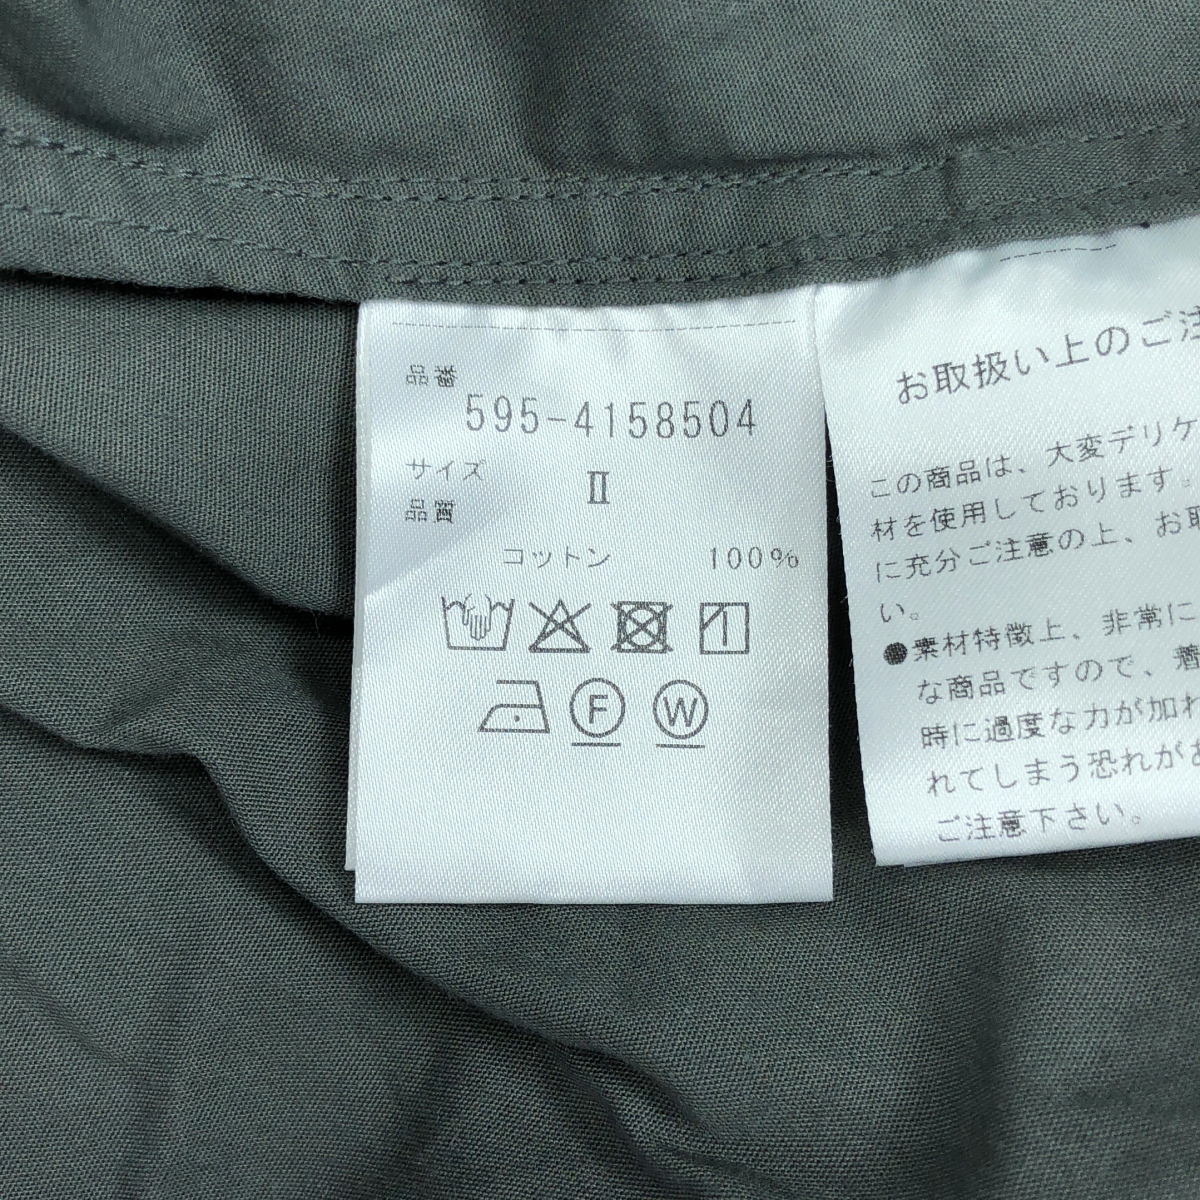 品番
595-4158504
サイズ
Ⅱ
品質
コットン 100%
F W
お取扱い上のご注
この商品は、大変デリケ
材を使用しております。
に充分ご注意の上、お取
い。
●素材特徴上、非常に
な商品ですので、着
時に過度な力が加わ
れてしまう恐れがあ
ご注意下さい。